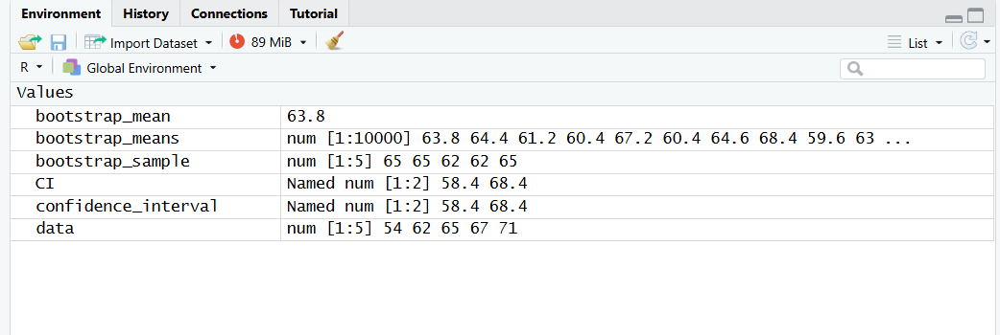 Environment History Connections Tutorial
Import Dataset 89 MiB List
R Global Environment
Values
bootstrap_mean 63.8
bootstrap_means num [1:10000] 63.8 64.4 61.2 60.4 67.2 60.4 64.6 68.4 59.6 63 ...
bootstrap_sample num [1:5] 65 65 62 62 65
CI Named num [1:2] 58.4 68.4
confidence_interval Named num [1:2] 58.4 68.4
data num [1:5] 54 62 65 67 71